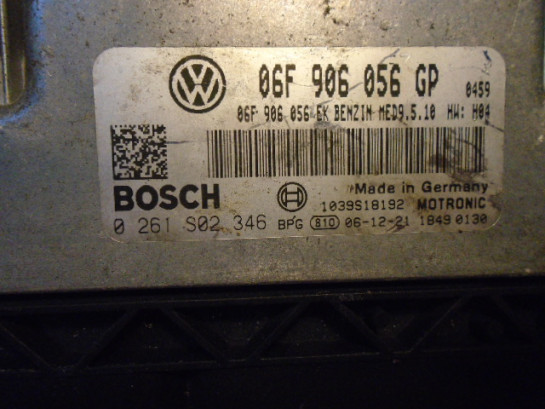 06F 906 056 GP 0459
06F 906 056 EK BENZIN MED9.5.10 HW: H04
BOSCH
Made in Germany
1039S18192 MOTRONIC
0 261 S02 346 BPG 810 06-12-21 1849 0130